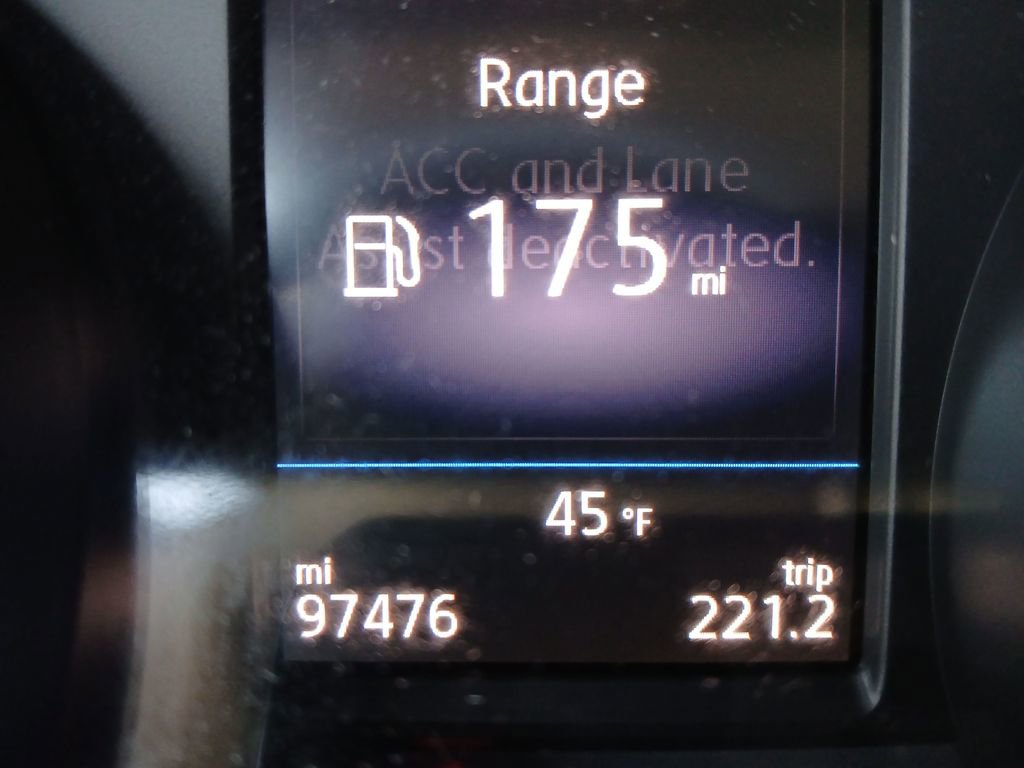 Range
ACC and Lane
Assist deactivated.
175 mi
45 °F
mi trip
97476 221.2